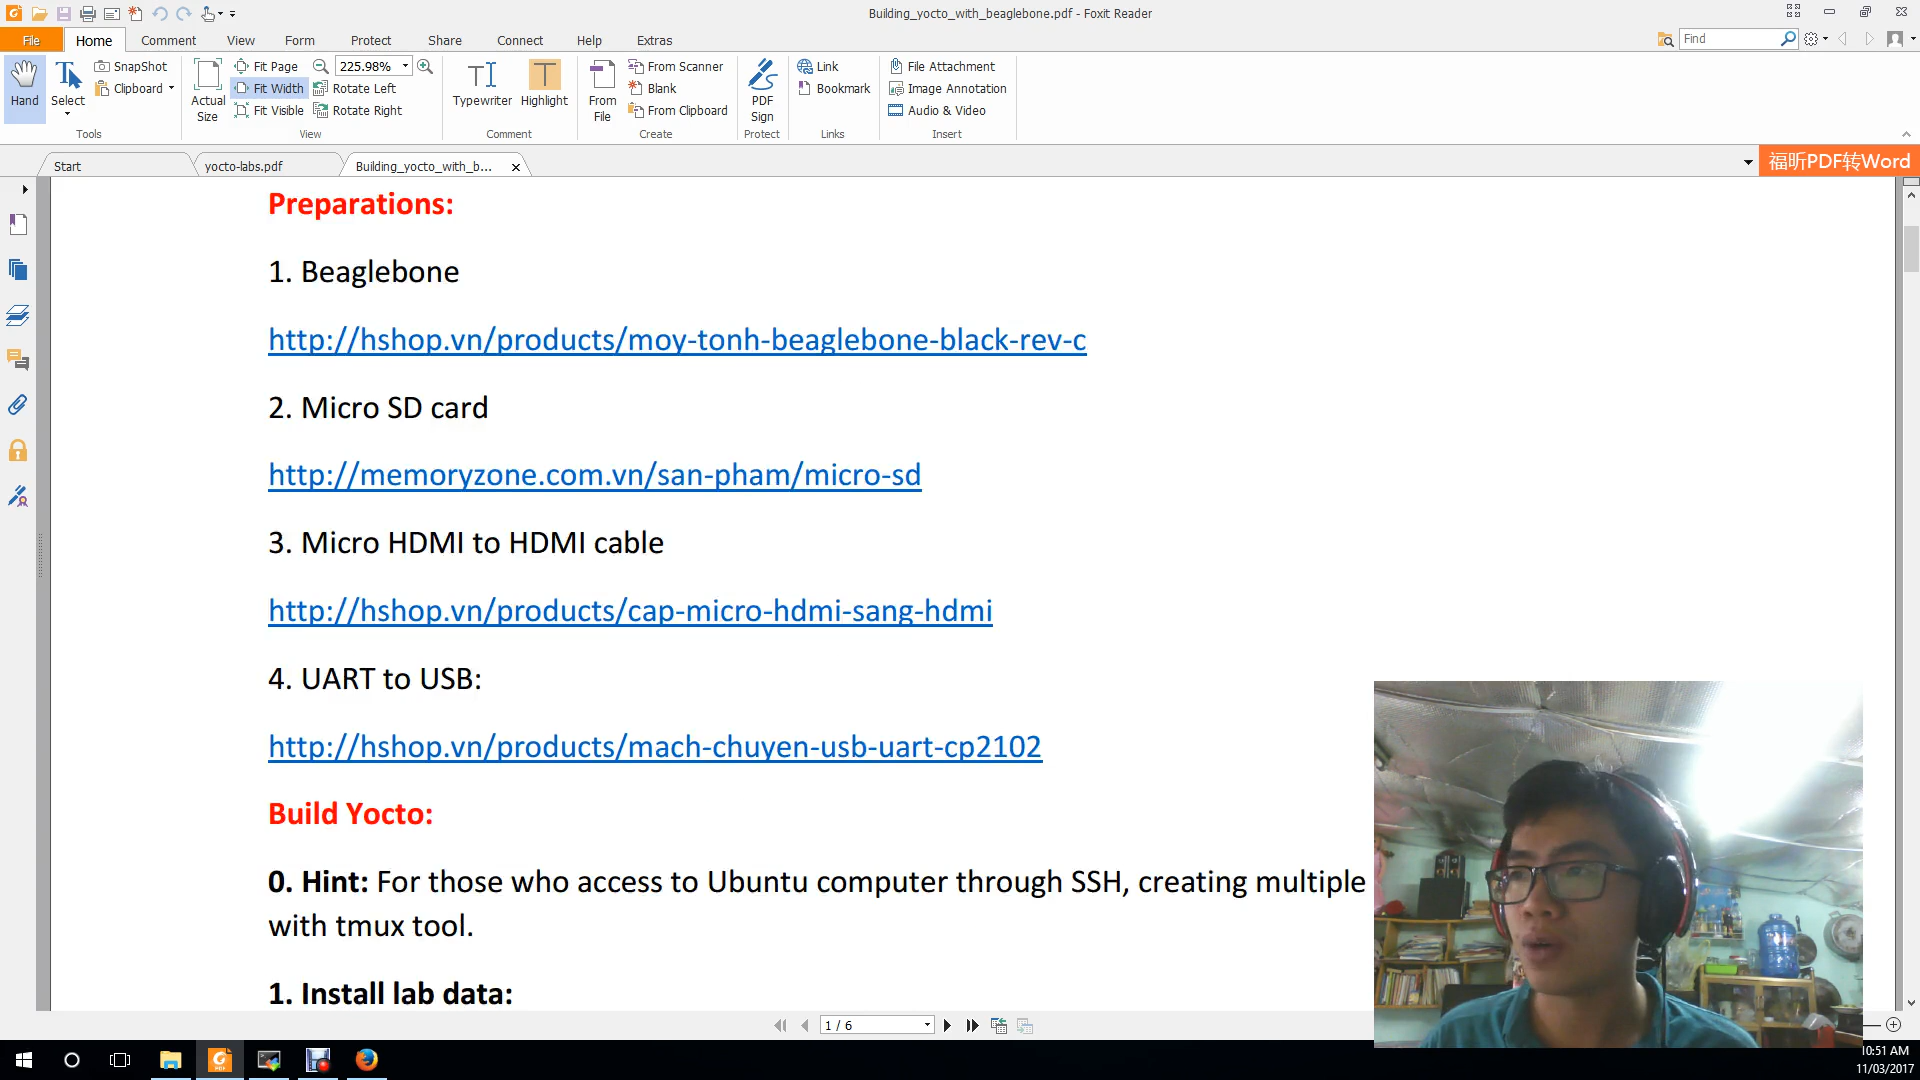 Building_yocto_with_beaglebone.pdf - Foxit Reader
File Home Comment View Form Protect Share Connect Help Extras
Find
Hand
Select
SnapShot
Clipboard
Tools
Actual Size
Fit Page
Fit Width
Fit Visible
225.98%
Rotate Left
Rotate Right
View
Typewriter
Highlight
Comment
From File
From Scanner
Blank
From Clipboard
Create
PDF Sign
Protect
Link
Bookmark
Links
File Attachment
Image Annotation
Audio & Video
Insert
Start
yocto-labs.pdf
Building_yocto_with_b...
福昕PDF转Word
Preparations:
1. Beaglebone
http://hshop.vn/products/moy-tonh-beaglebone-black-rev-c
2. Micro SD card
http://memoryzone.com.vn/san-pham/micro-sd
3. Micro HDMI to HDMI cable
http://hshop.vn/products/cap-micro-hdmi-sang-hdmi
4. UART to USB:
http://hshop.vn/products/mach-chuyen-usb-uart-cp2102
Build Yocto:
0. Hint: For those who access to Ubuntu computer through SSH, creating multiple
with tmux tool.
1. Install lab data:
1 / 6
10:51 AM
11/03/2017